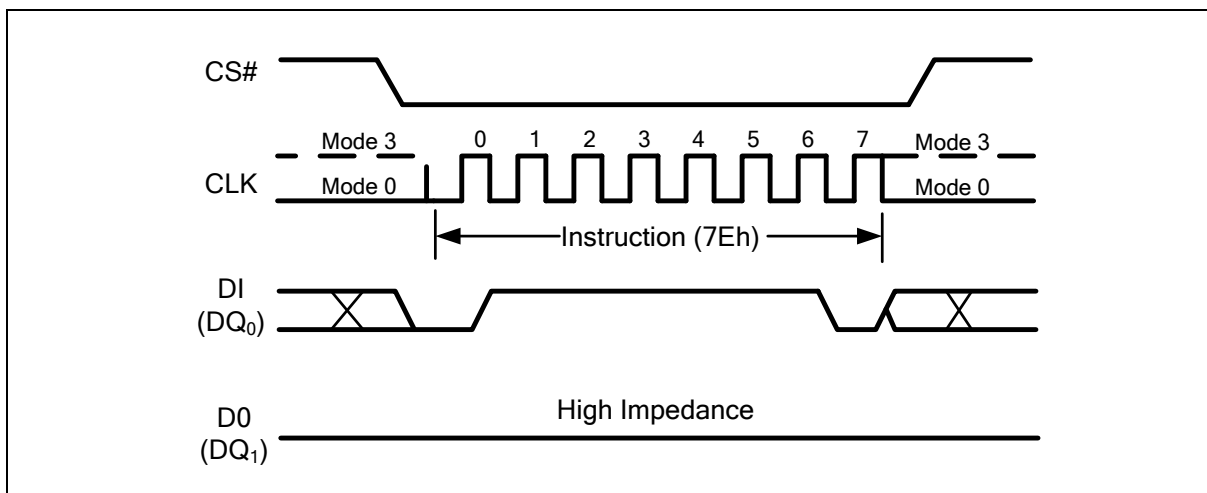 CS#
Mode 3 0 1 2 3 4 5 6 7 Mode 3
CLK
Mode 0 Mode 0
Instruction (7Eh)
DI
(DQ₀)
High Impedance
D0
(DQ₁)